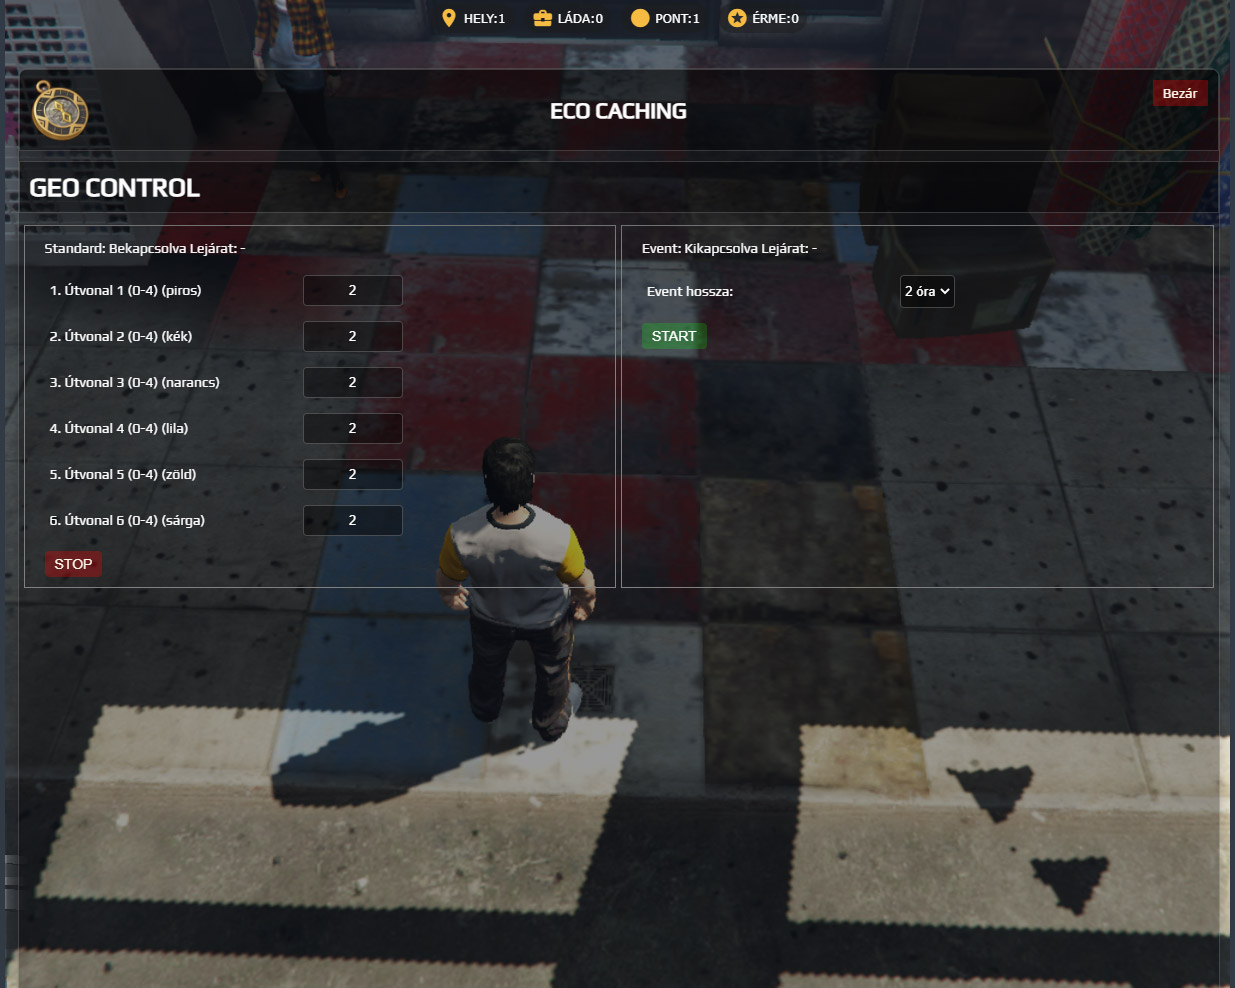 HELY:1 LÁDA:0 PONT:1 ÉRME:0
ECO CACHING
Bezár
GEO CONTROL
Standard: Bekapcsolva Lejárat: -
1. Útvonal 1 (0-4) (piros) 2
2. Útvonal 2 (0-4) (kék) 2
3. Útvonal 3 (0-4) (narancs) 2
4. Útvonal 4 (0-4) (lila) 2
5. Útvonal 5 (0-4) (zöld) 2
6. Útvonal 6 (0-4) (sárga) 2
STOP
Event: Kikapcsolva Lejárat: -
Event hossza: 2 óra
START